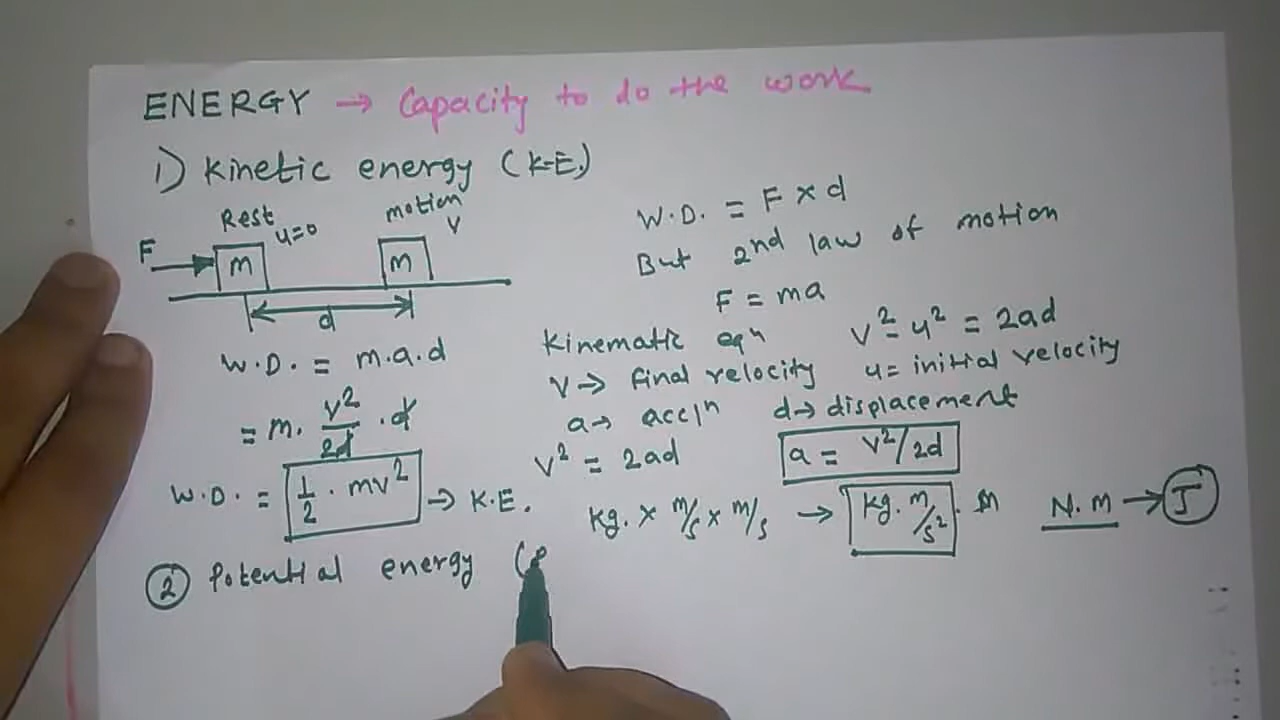 ENERGY → Capacity to do the work
1) Kinetic energy (K.E.)
Rest u=0
motion v
F m m
d
W.D. = F × d
But 2nd law of motion
F = ma
Kinematic eqn v² - u² = 2ad
v → final velocity u = initial velocity
a → accln d → displacement
v² = 2ad a = v²/2d
W.D. = m.a.d
= m. v²/2d . d
W.D. = 1/2 . mv² → K.E.
kg. × m/s × m/s → kg. m/s² . m N.m → J
2 Potential energy (P